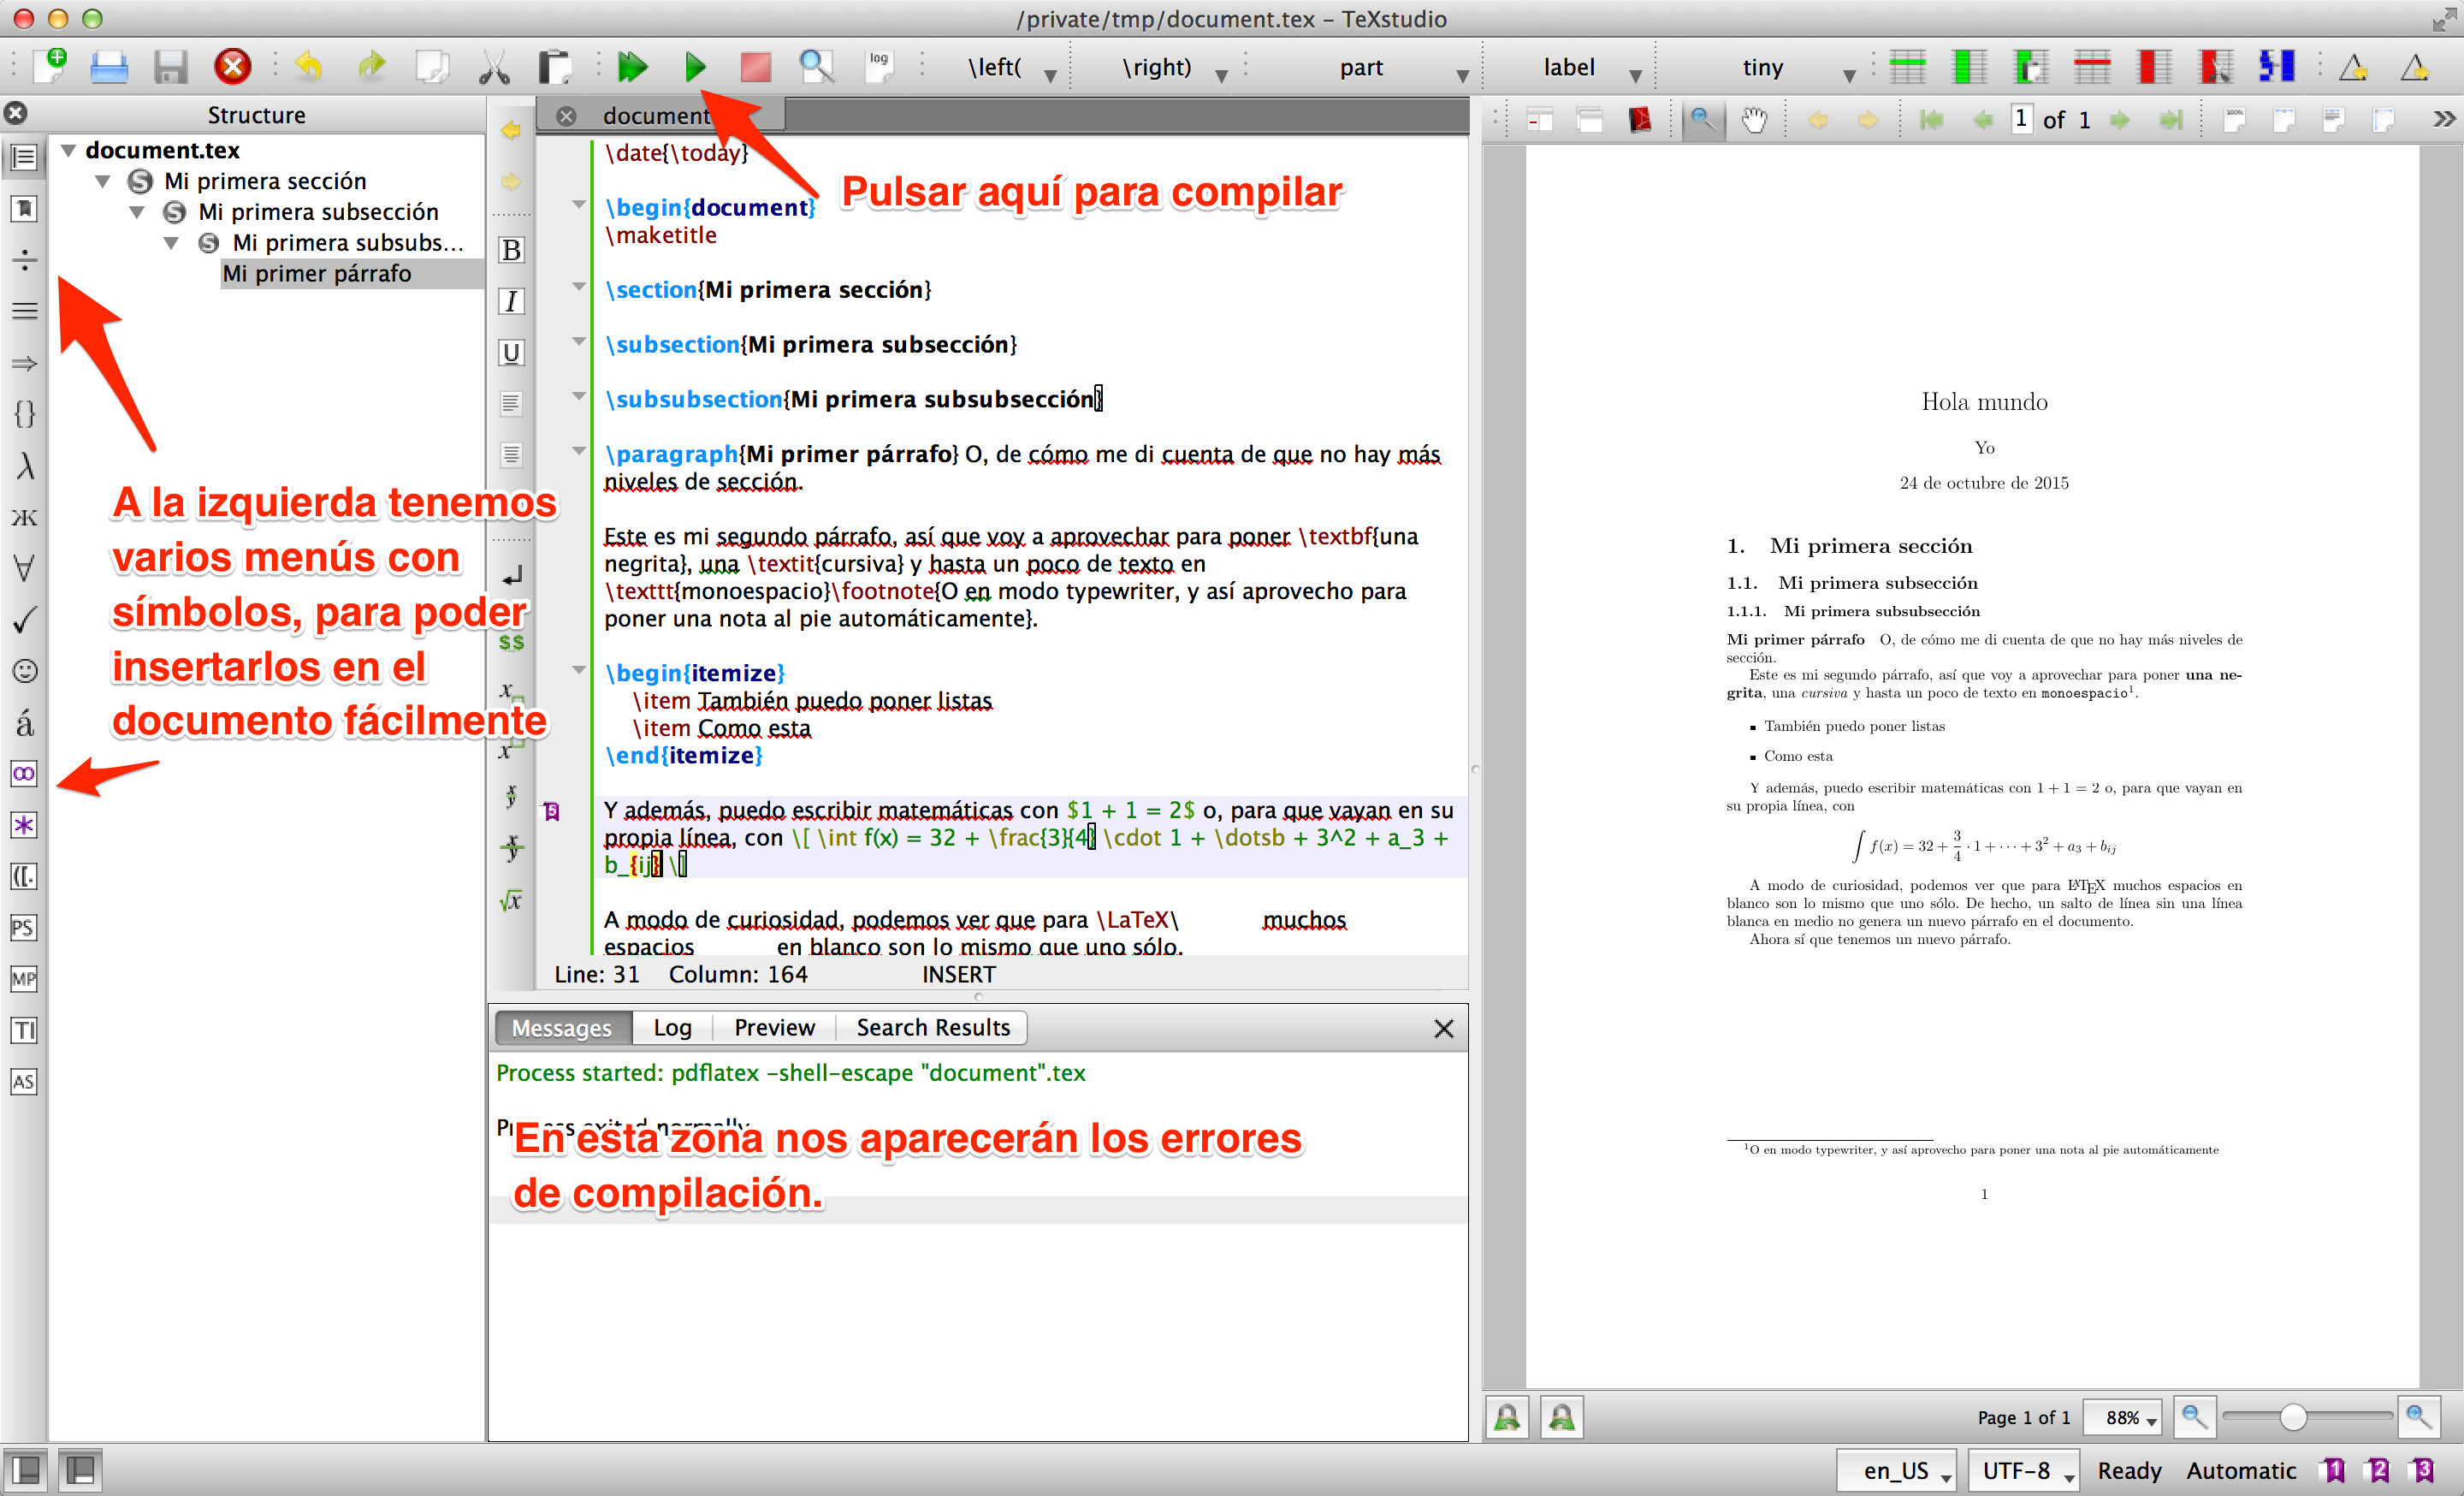 /private/tmp/document.tex – TeXstudio
log
\left(
\right)
part
label
tiny
Structure
document.tex
Mi primera sección
Mi primera subsección
Mi primera subsubs...
Mi primer párrafo
A la izquierda tenemos
varios menús con
símbolos, para poder
insertarlos en el
documento fácilmente
{}
λ
ж
∀
á
∞
*
([.
PS
MP
TI
AS
B
I
U
$$
document
Pulsar aquí para compilar
\date{\today}
\begin{document}
\maketitle
\section{Mi primera sección}
\subsection{Mi primera subsección}
\subsubsection{Mi primera subsubsección}
\paragraph{Mi primer párrafo} O, de cómo me di cuenta de que no hay más
niveles de sección.
Este es mi segundo párrafo, así que voy a aprovechar para poner \textbf{una
negrita}, una \textit{cursiva} y hasta un poco de texto en
\texttt{monoespacio}\footnote{O en modo typewriter, y así aprovecho para
poner una nota al pie automáticamente}.
\begin{itemize}
\item También puedo poner listas
\item Como esta
\end{itemize}
Y además, puedo escribir matemáticas con $1 + 1 = 2$ o, para que vayan en su
propia línea, con \[ \int f(x) = 32 + \frac{3}{4} \cdot 1 + \dotsb + 3^2 + a_3 +
b_{ij} \]
A modo de curiosidad, podemos ver que para \LaTeX\ muchos
espacios en blanco son lo mismo que uno sólo.
Line: 31 Column: 164 INSERT
Messages Log Preview Search Results
Process started: pdflatex -shell-escape "document".tex
Process exited normally
En esta zona nos aparecerán los errores
de compilación.
1 of 1
Hola mundo
Yo
24 de octubre de 2015
1. Mi primera sección
1.1. Mi primera subsección
1.1.1. Mi primera subsubsección
Mi primer párrafo O, de cómo me di cuenta de que no hay más niveles de
sección.
Este es mi segundo párrafo, así que voy a aprovechar para poner una ne-
grita, una cursiva y hasta un poco de texto en monoespacio¹.
▪ También puedo poner listas
▪ Como esta
Y además, puedo escribir matemáticas con 1 + 1 = 2 o, para que vayan en
su propia línea, con
∫ f(x) = 32 + 3/4 · 1 + ··· + 3² + a₃ + bᵢⱼ
A modo de curiosidad, podemos ver que para LATEX muchos espacios en
blanco son lo mismo que uno sólo. De hecho, un salto de línea sin una línea
blanca en medio no genera un nuevo párrafo en el documento.
Ahora sí que tenemos un nuevo párrafo.
¹O en modo typewriter, y así aprovecho para poner una nota al pie automáticamente
1
Page 1 of 1 88%
en_US UTF-8 Ready Automatic 1 2 3